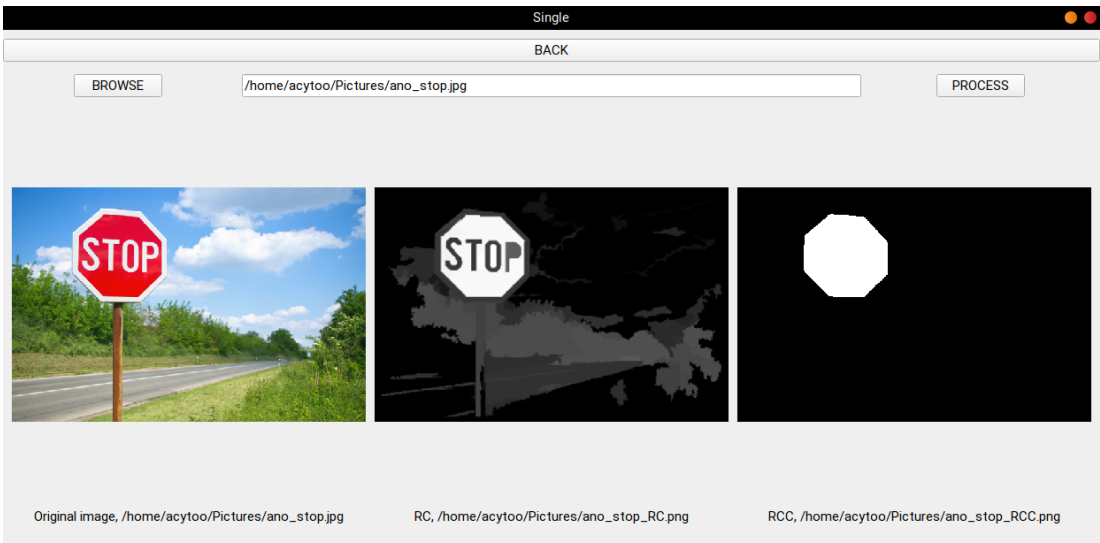 Single
BACK
BROWSE
/home/acytoo/Pictures/ano_stop.jpg
PROCESS
STOP
STOP
Original image, /home/acytoo/Pictures/ano_stop.jpg
RC, /home/acytoo/Pictures/ano_stop_RC.png
RCC, /home/acytoo/Pictures/ano_stop_RCC.png